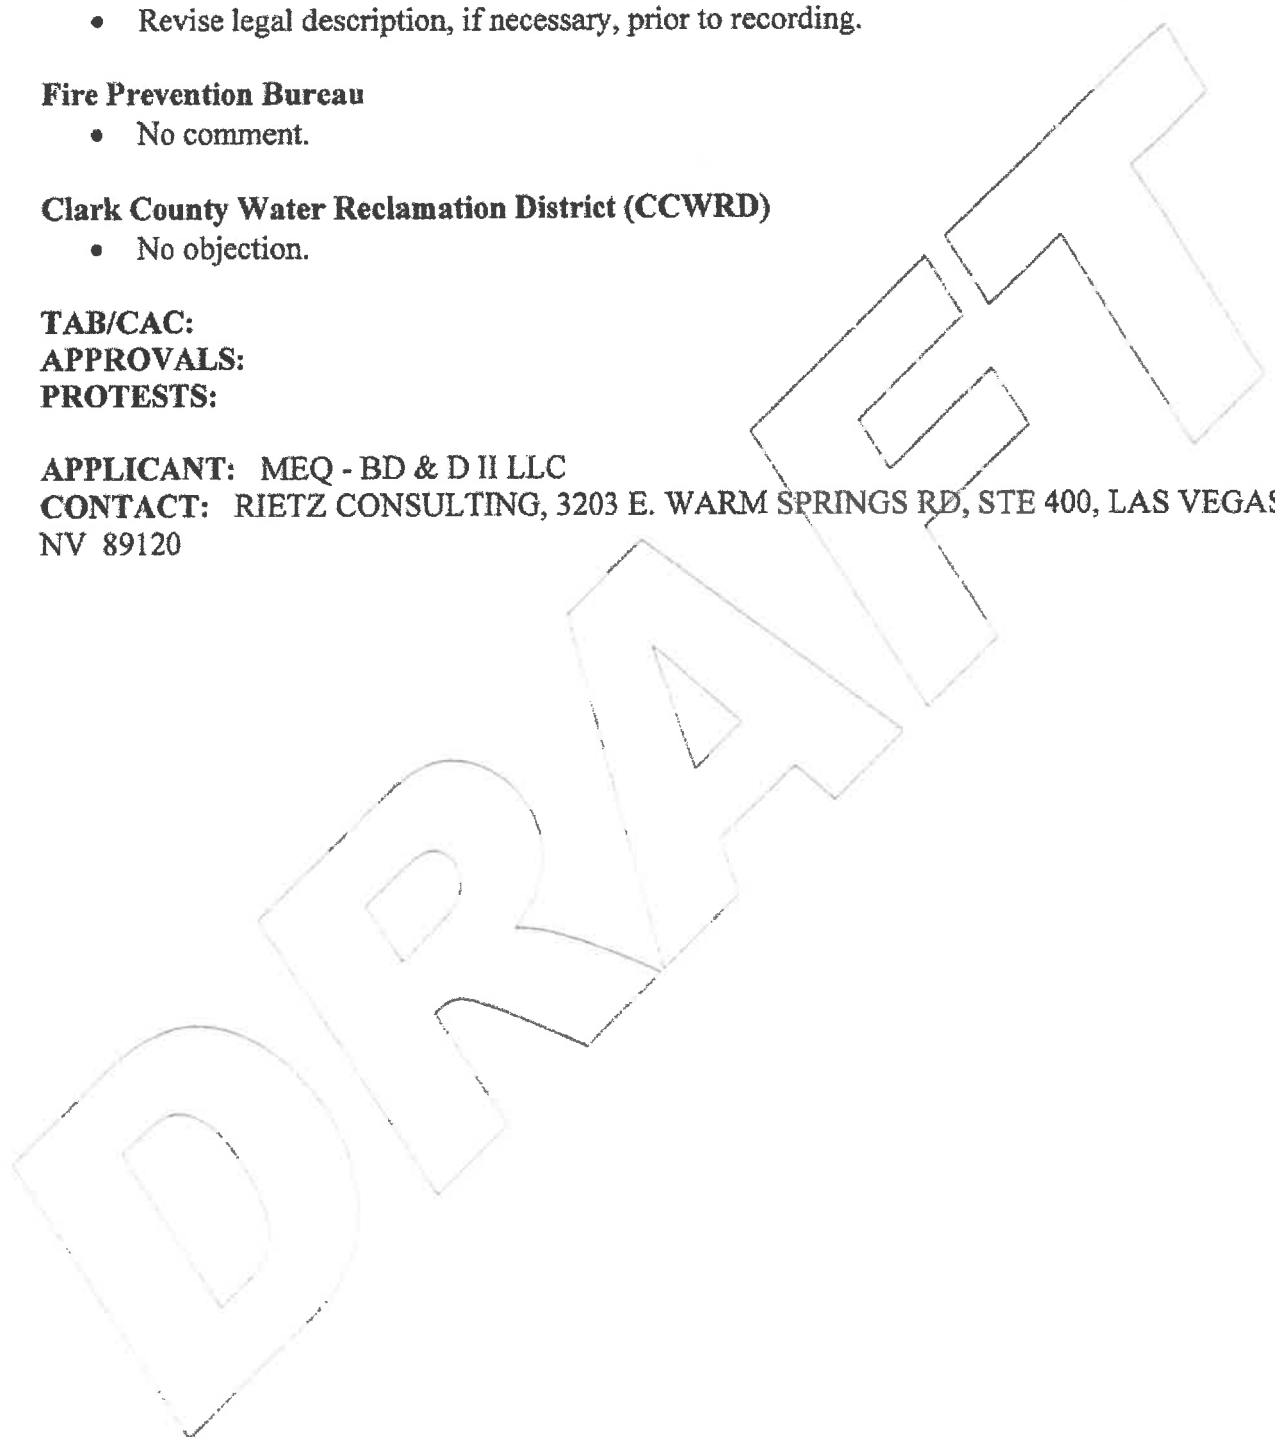 • Revise legal description, if necessary, prior to recording.
Fire Prevention Bureau
• No comment.
Clark County Water Reclamation District (CCWRD)
• No objection.
TAB/CAC:
APPROVALS:
PROTESTS:
APPLICANT: MEQ - BD & D II LLC
CONTACT: RIETZ CONSULTING, 3203 E. WARM SPRINGS RD, STE 400, LAS VEGAS
NV 89120
DRAFT